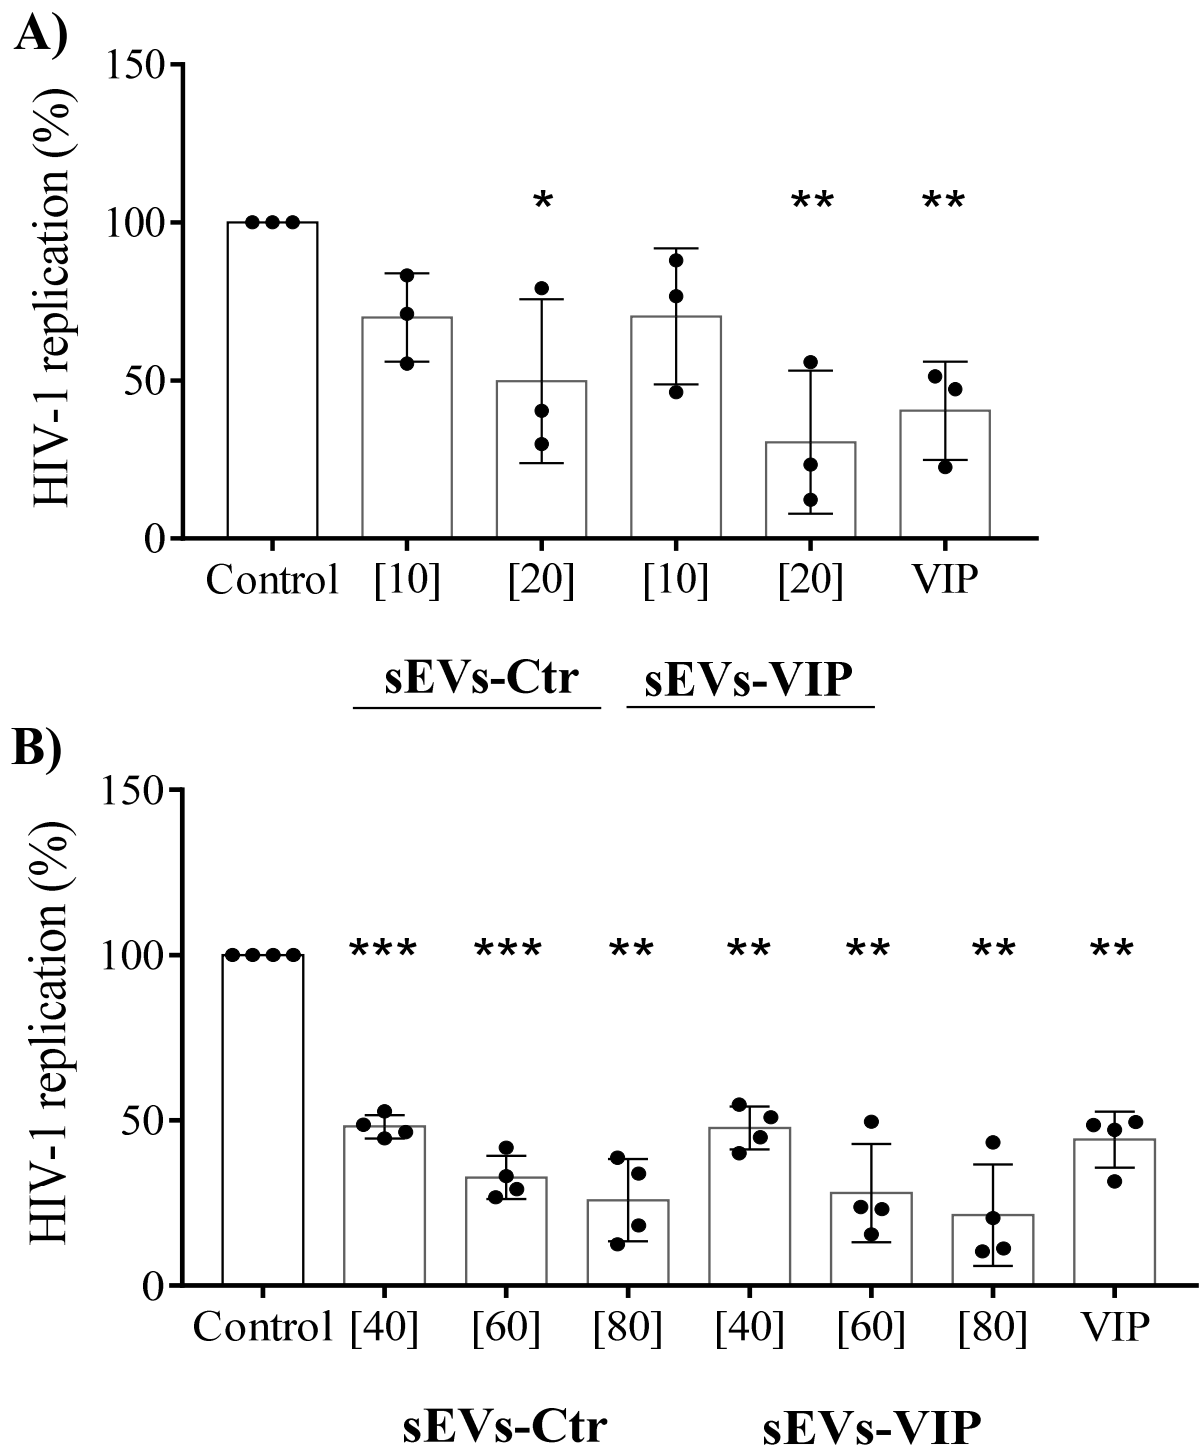 A)
HIV-1 replication (%)
150
100
50
0
* ** **
Control [10] [20] [10] [20] VIP
sEVs-Ctr sEVs-VIP
B)
HIV-1 replication (%)
150
100
50
0
*** *** ** ** ** ** **
Control [40] [60] [80] [40] [60] [80] VIP
sEVs-Ctr sEVs-VIP